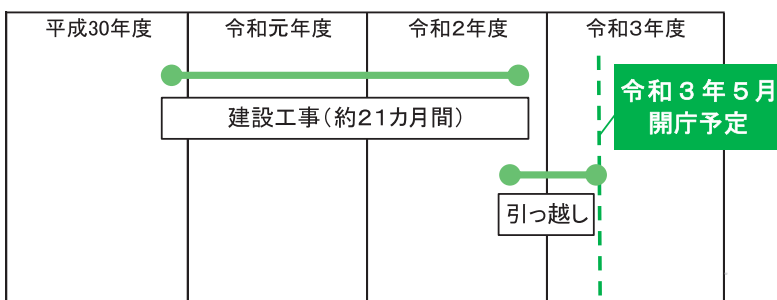 平成30年度
令和元年度
令和2年度
令和3年度
令和3年5月
開庁予定
建設工事（約21カ月間）
引っ越し